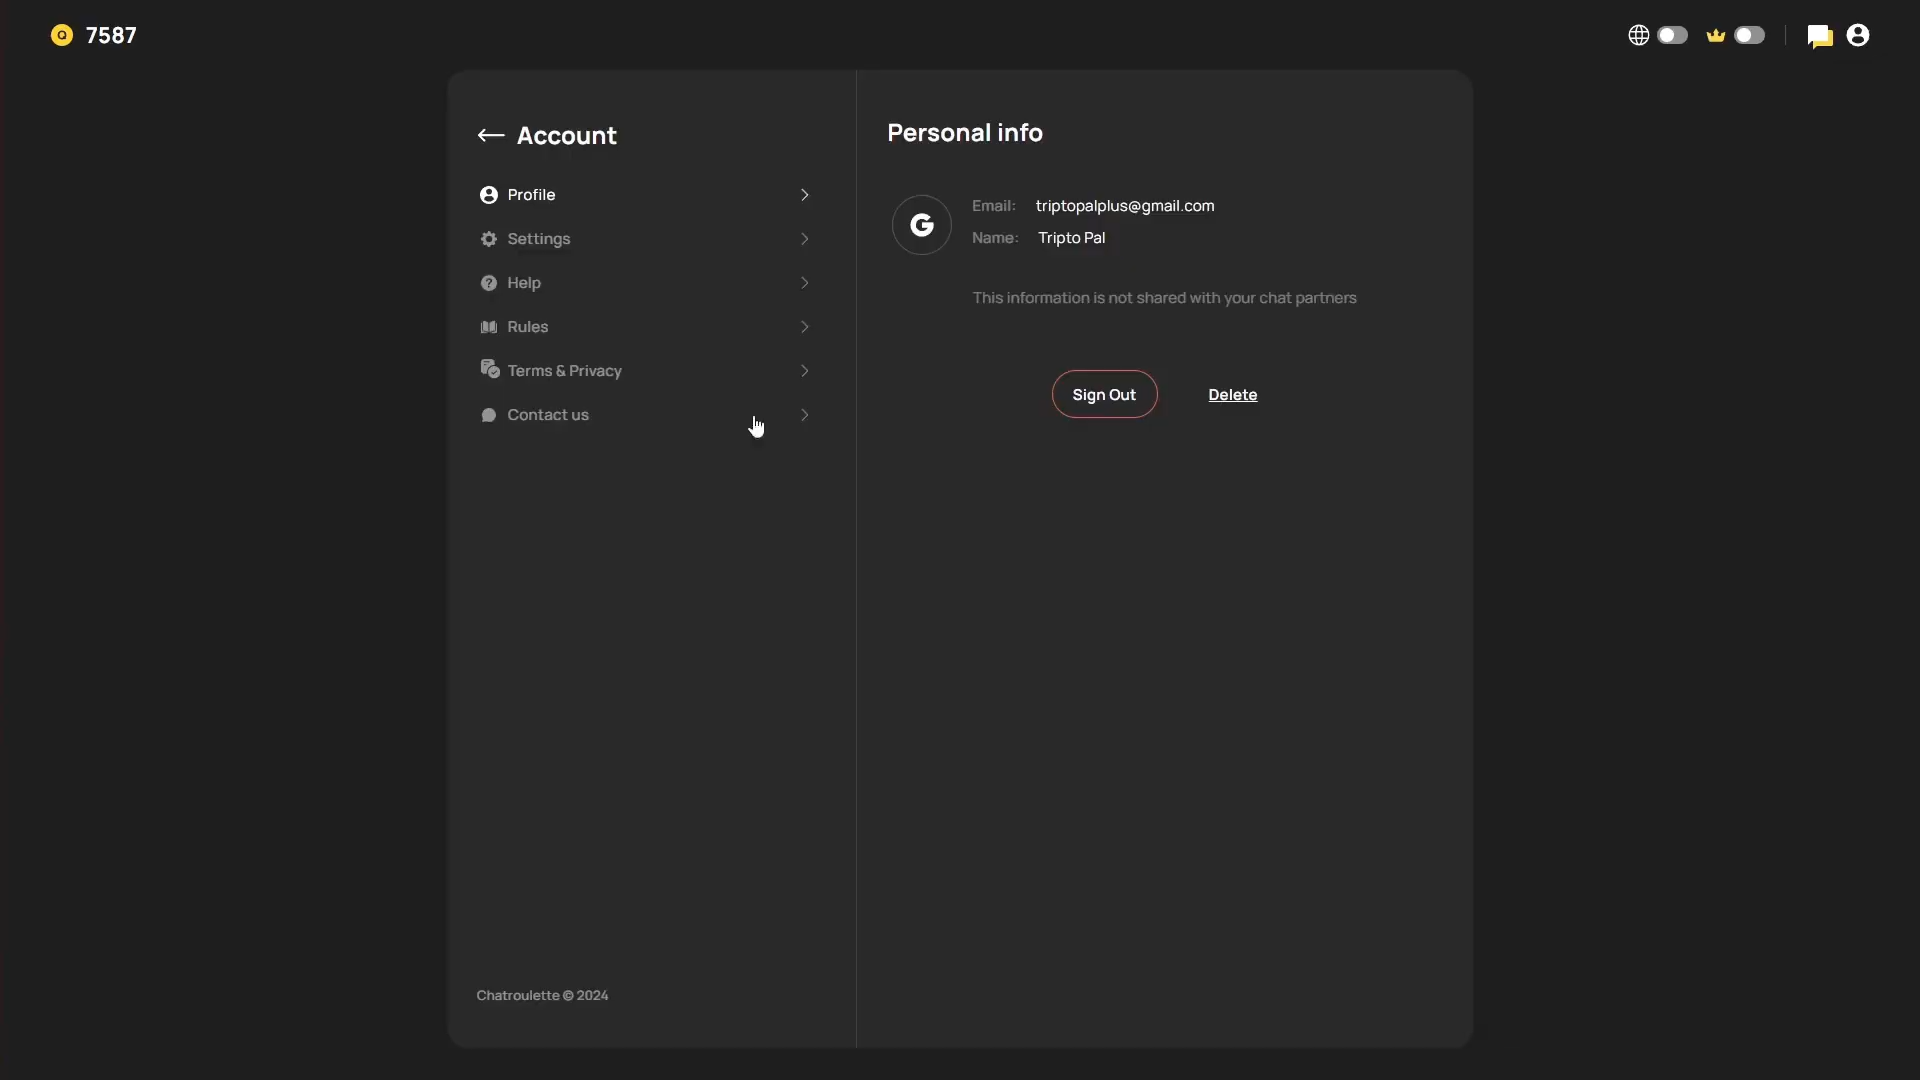 7587
Account
Profile
Settings
Help
Rules
Terms & Privacy
Contact us
Chatroulette © 2024
Personal info
G
Email: triptopalplus@gmail.com
Name: Tripto Pal
This information is not shared with your chat partners
Sign Out Delete